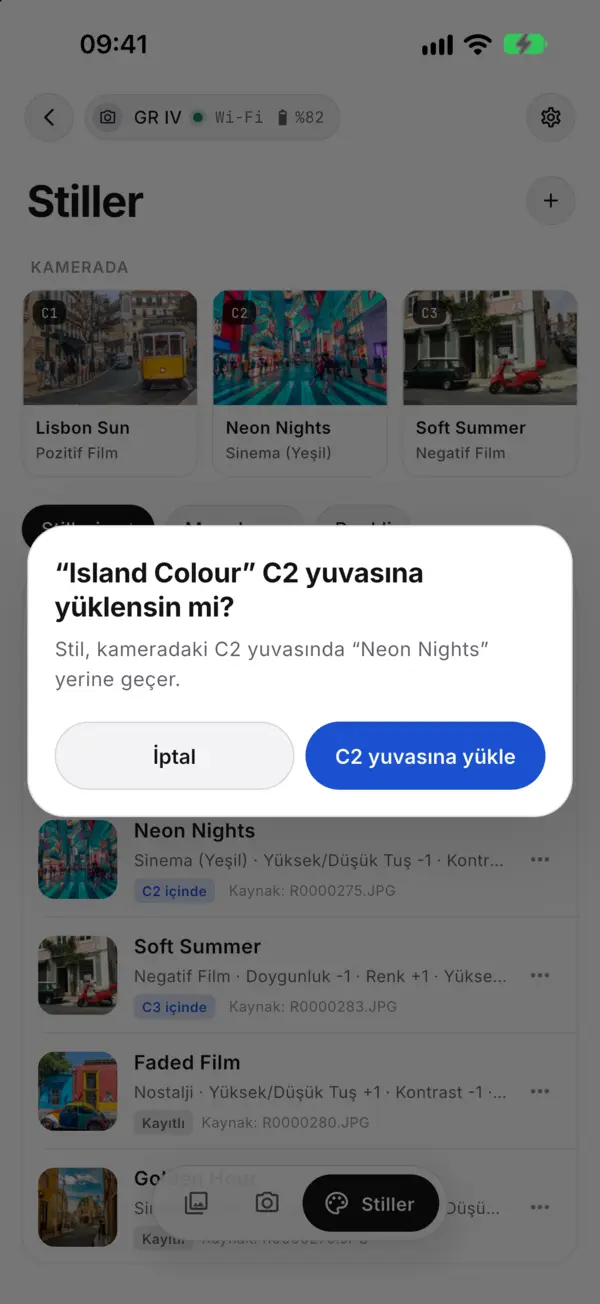 09:41
GR IV Wi-Fi %82
Stiller
KAMERADA
C1
C2
C3
Lisbon Sun
Pozitif Film
Neon Nights
Sinema (Yeşil)
Soft Summer
Negatif Film
“Island Colour” C2 yuvasına
yüklensin mi?
Stil, kameradaki C2 yuvasında “Neon Nights”
yerine geçer.
İptal
C2 yuvasına yükle
Neon Nights
Sinema (Yeşil) · Yüksek/Düşük Tuş -1 · Kontr...
C2 içinde Kaynak: R0000275.JPG
Soft Summer
Negatif Film · Doygunluk -1 · Renk +1 · Yükse...
C3 içinde Kaynak: R0000283.JPG
Faded Film
Nostalji · Yüksek/Düşük Tuş +1 · Kontrast -1 ·...
Kayıtlı Kaynak: R0000280.JPG
Golden Hour
Kayıtlı
Stiller